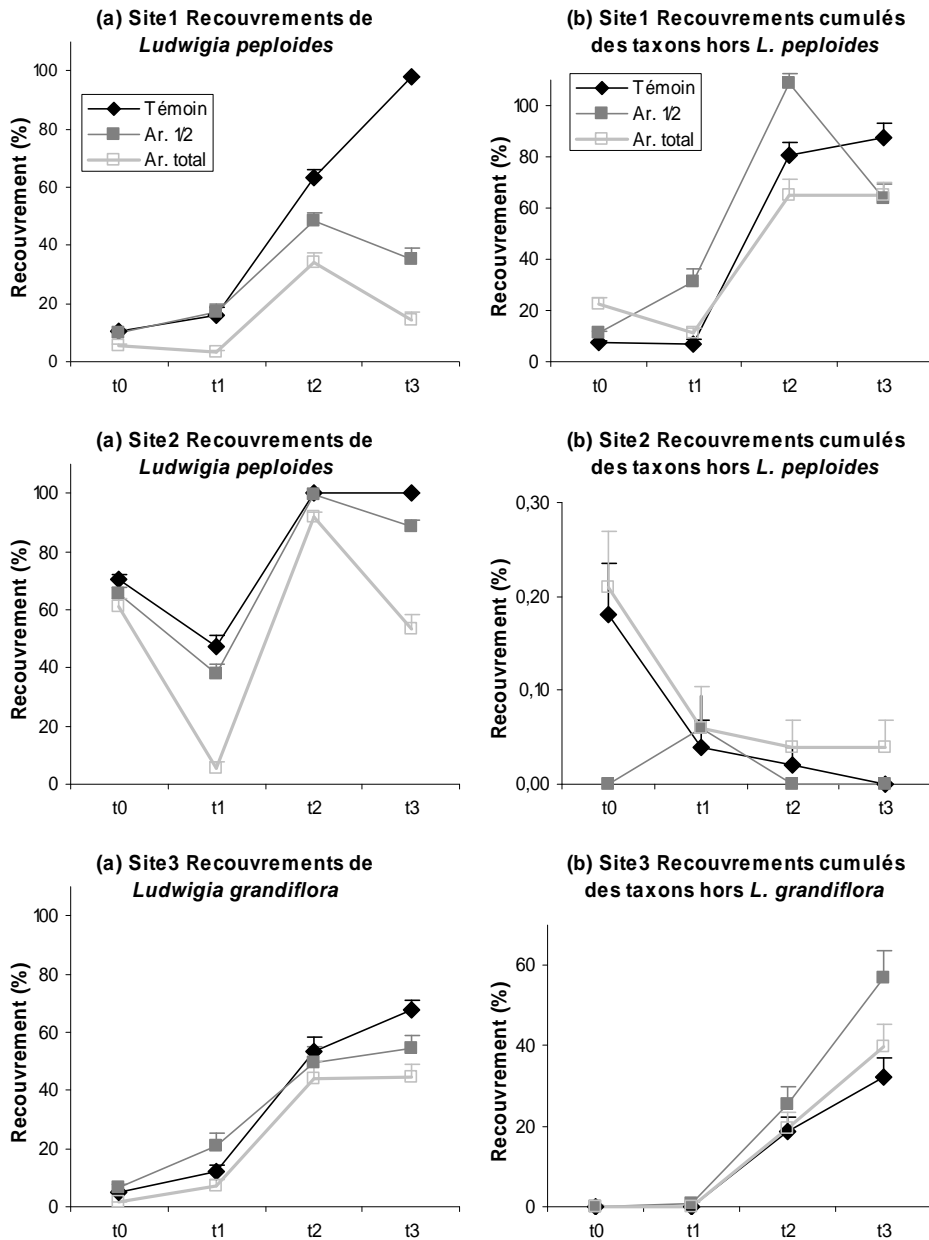 (a) Site1 Recouvrements de
Ludwigia peploides
Recouvrement (%)
100
80
60
40
20
0
Témoin
Ar. 1/2
Ar. total
t0 t1 t2 t3
(b) Site1 Recouvrements cumulés
des taxons hors L. peploides
Recouvrement (%)
100
80
60
40
20
0
Témoin
Ar. 1/2
Ar. total
t0 t1 t2 t3
(a) Site2 Recouvrements de
Ludwigia peploides
Recouvrement (%)
100
80
60
40
20
0
t0 t1 t2 t3
(b) Site2 Recouvrements cumulés
des taxons hors L. peploides
Recouvrement (%)
0,30
0,20
0,10
0,00
t0 t1 t2 t3
(a) Site3 Recouvrements de
Ludwigia grandiflora
Recouvrement (%)
100
80
60
40
20
0
t0 t1 t2 t3
(b) Site3 Recouvrements cumulés
des taxons hors L. grandiflora
Recouvrement (%)
60
40
20
0
t0 t1 t2 t3